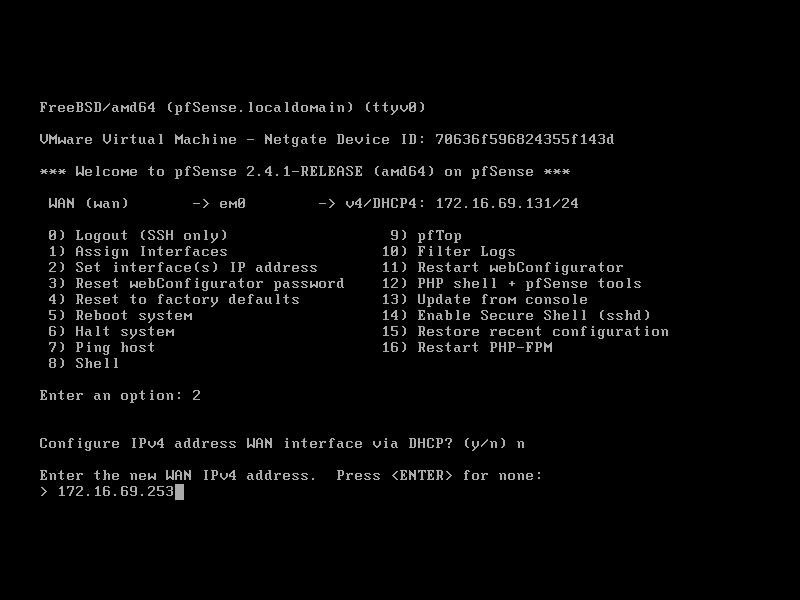 FreeBSD/amd64 (pfSense.localdomain) (ttyv0)
VMware Virtual Machine - Netgate Device ID: 70636f596824355f143d
*** Welcome to pfSense 2.4.1-RELEASE (amd64) on pfSense ***
WAN (wan)       -> em0        -> v4/DHCP4: 172.16.69.131/24
0) Logout (SSH only)                  9) pfTop
1) Assign Interfaces                 10) Filter Logs
2) Set interface(s) IP address       11) Restart webConfigurator
3) Reset webConfigurator password    12) PHP shell + pfSense tools
4) Reset to factory defaults         13) Update from console
5) Reboot system                     14) Enable Secure Shell (sshd)
6) Halt system                       15) Restore recent configuration
7) Ping host                         16) Restart PHP-FPM
8) Shell
Enter an option: 2
Configure IPv4 address WAN interface via DHCP? (y/n) n
Enter the new WAN IPv4 address.  Press <ENTER> for none:
> 172.16.69.253